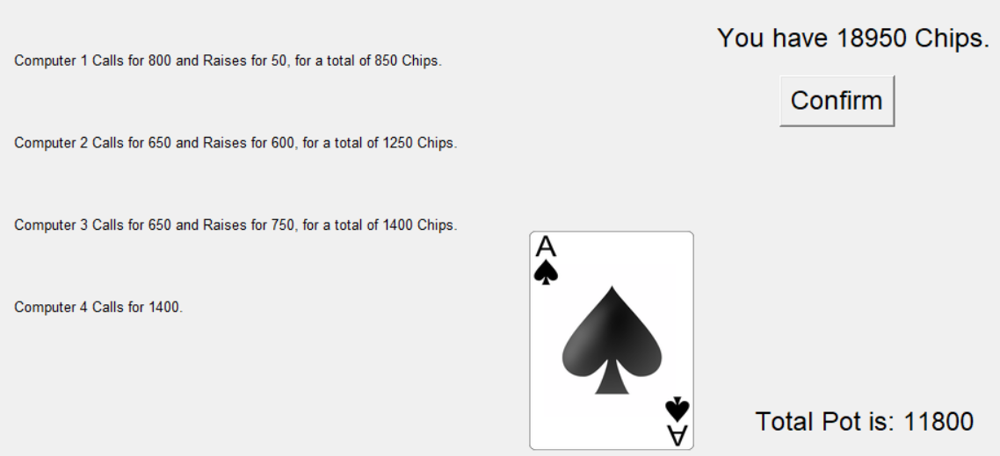 You have 18950 Chips.
Computer 1 Calls for 800 and Raises for 50, for a total of 850 Chips.
Confirm
Computer 2 Calls for 650 and Raises for 600, for a total of 1250 Chips.
Computer 3 Calls for 650 and Raises for 750, for a total of 1400 Chips.
A
Computer 4 Calls for 1400.
Total Pot is: 11800
A